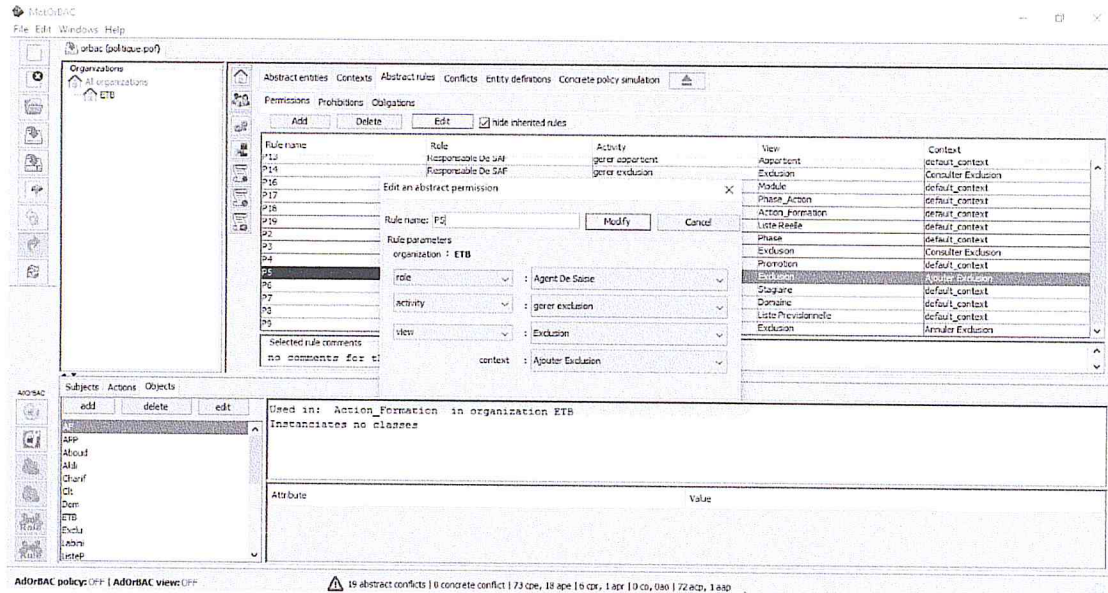 MotOrBAC
File Edit Windows Help
orbac (politique.pof)
Organizations
All organizations
ETB
Abstract entities Contexts Abstract rules Conflicts Entity definitions Concrete policy simulation
Permissions Prohibitions Obligations
Add Delete Edit hide inherited rules
Rule name Role Activity View Context
P13 Responsable De SAF gerer appartient Appartient default_context
P14 Responsable De SAF gerer exclusion Exclusion Consulter Exclusion
P16 Module default_context
P17 Phase_Action default_context
P18 Action_Formation default_context
P19 Liste Reelle default_context
P2 Phase default_context
P3 Exclusion Consulter Exclusion
P4 Promotion default_context
P5 Exclusion Ajouter Exclusion
P6 Stagiaire default_context
P7 Domaine default_context
P8 Liste Previsionnelle default_context
P9 Exclusion Annuler Exclusion
Edit an abstract permission
Rule name: P5 Modify Cancel
Rule parameters
organization : ETB
role : Agent De Saisie
activity : gerer exclusion
view : Exclusion
context : Ajouter Exclusion
Selected rule comments
no comments for t
Subjects Actions Objects
AdOrBAC
add delete edit
Used in: Action_Formation in organization ETB
Instanciates no classes
AF
APP
Aboud
Charif
Clt
Dem
ETB
Exclu
Labini
ListeP
Attribute Value
Role
Rule
AdOrBAC policy: OFF | AdOrBAC view: OFF
19 abstract conflicts | 0 concrete conflict | 73 cpe, 18 ape | 6 cpr, 1 apr | 0 co, 0ao | 72 acp, 1 aap